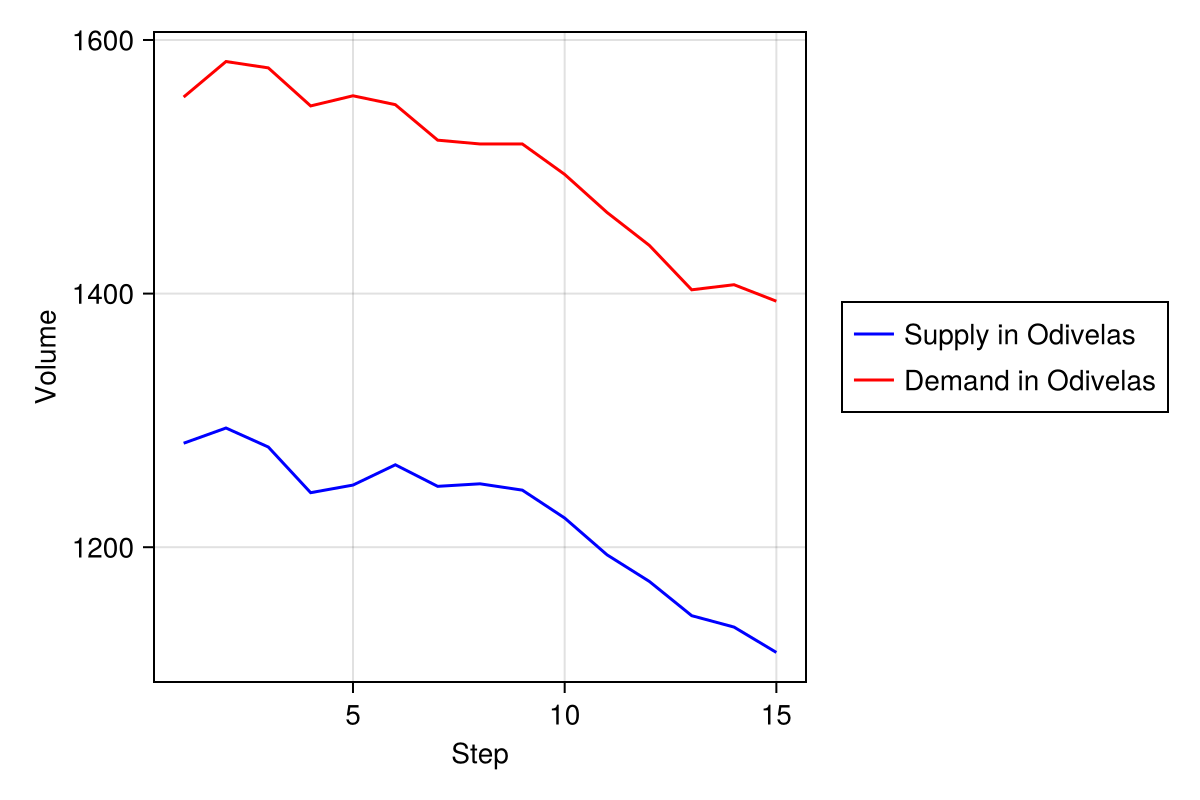 1600
1400
1200
Volume
5
10
15
Step
Supply in Odivelas
Demand in Odivelas